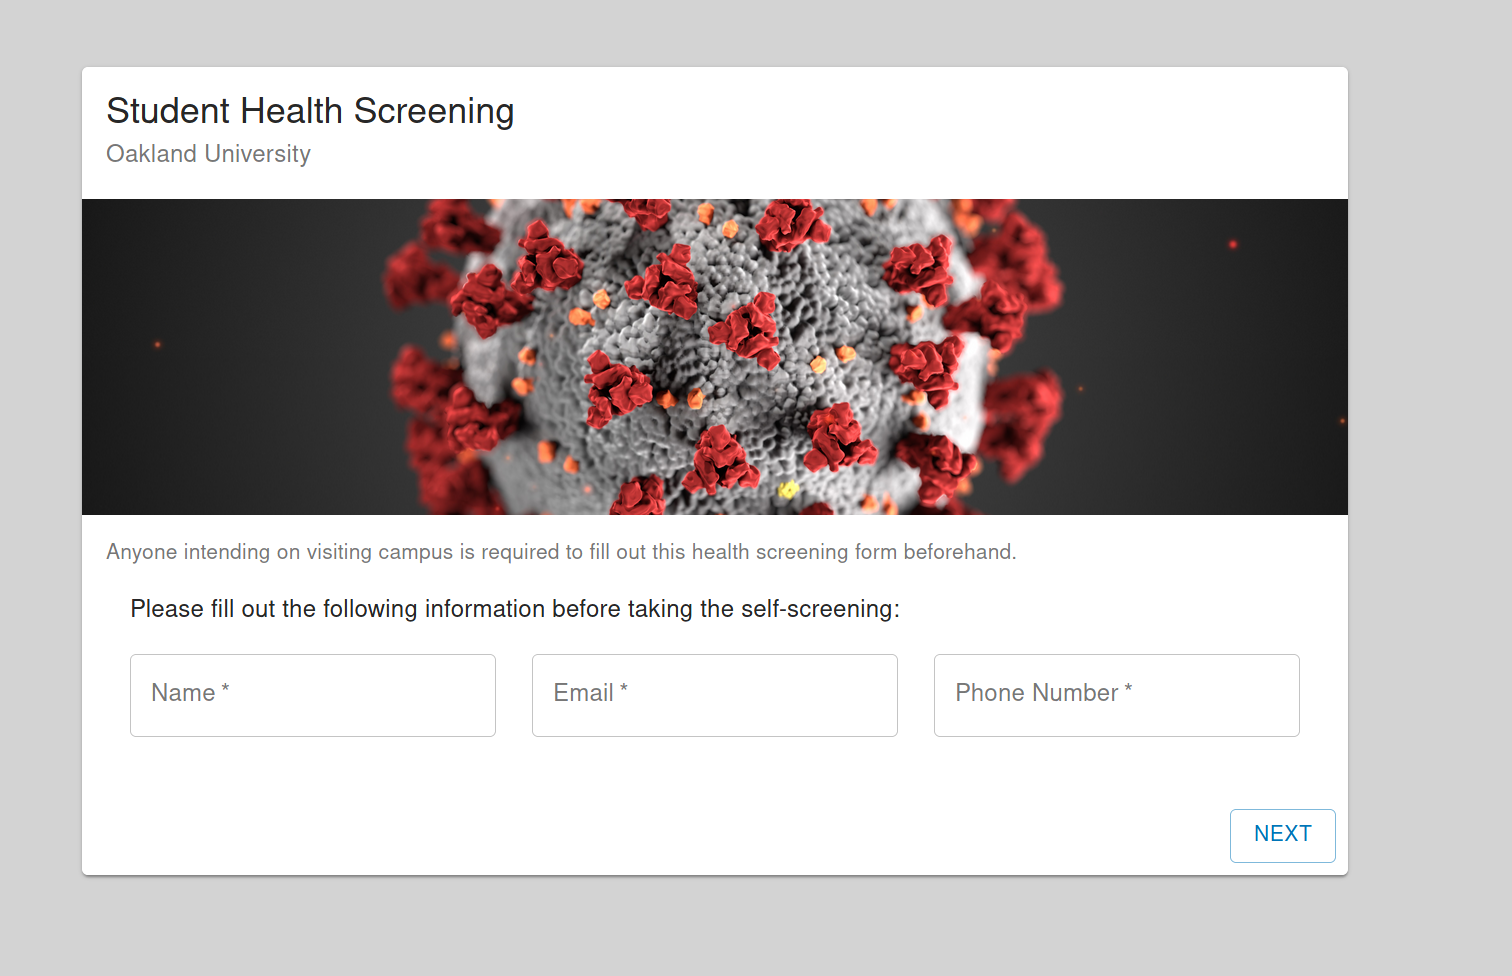 Student Health Screening
Oakland University
Anyone intending on visiting campus is required to fill out this health screening form beforehand.
Please fill out the following information before taking the self-screening:
Name *
Email *
Phone Number *
NEXT